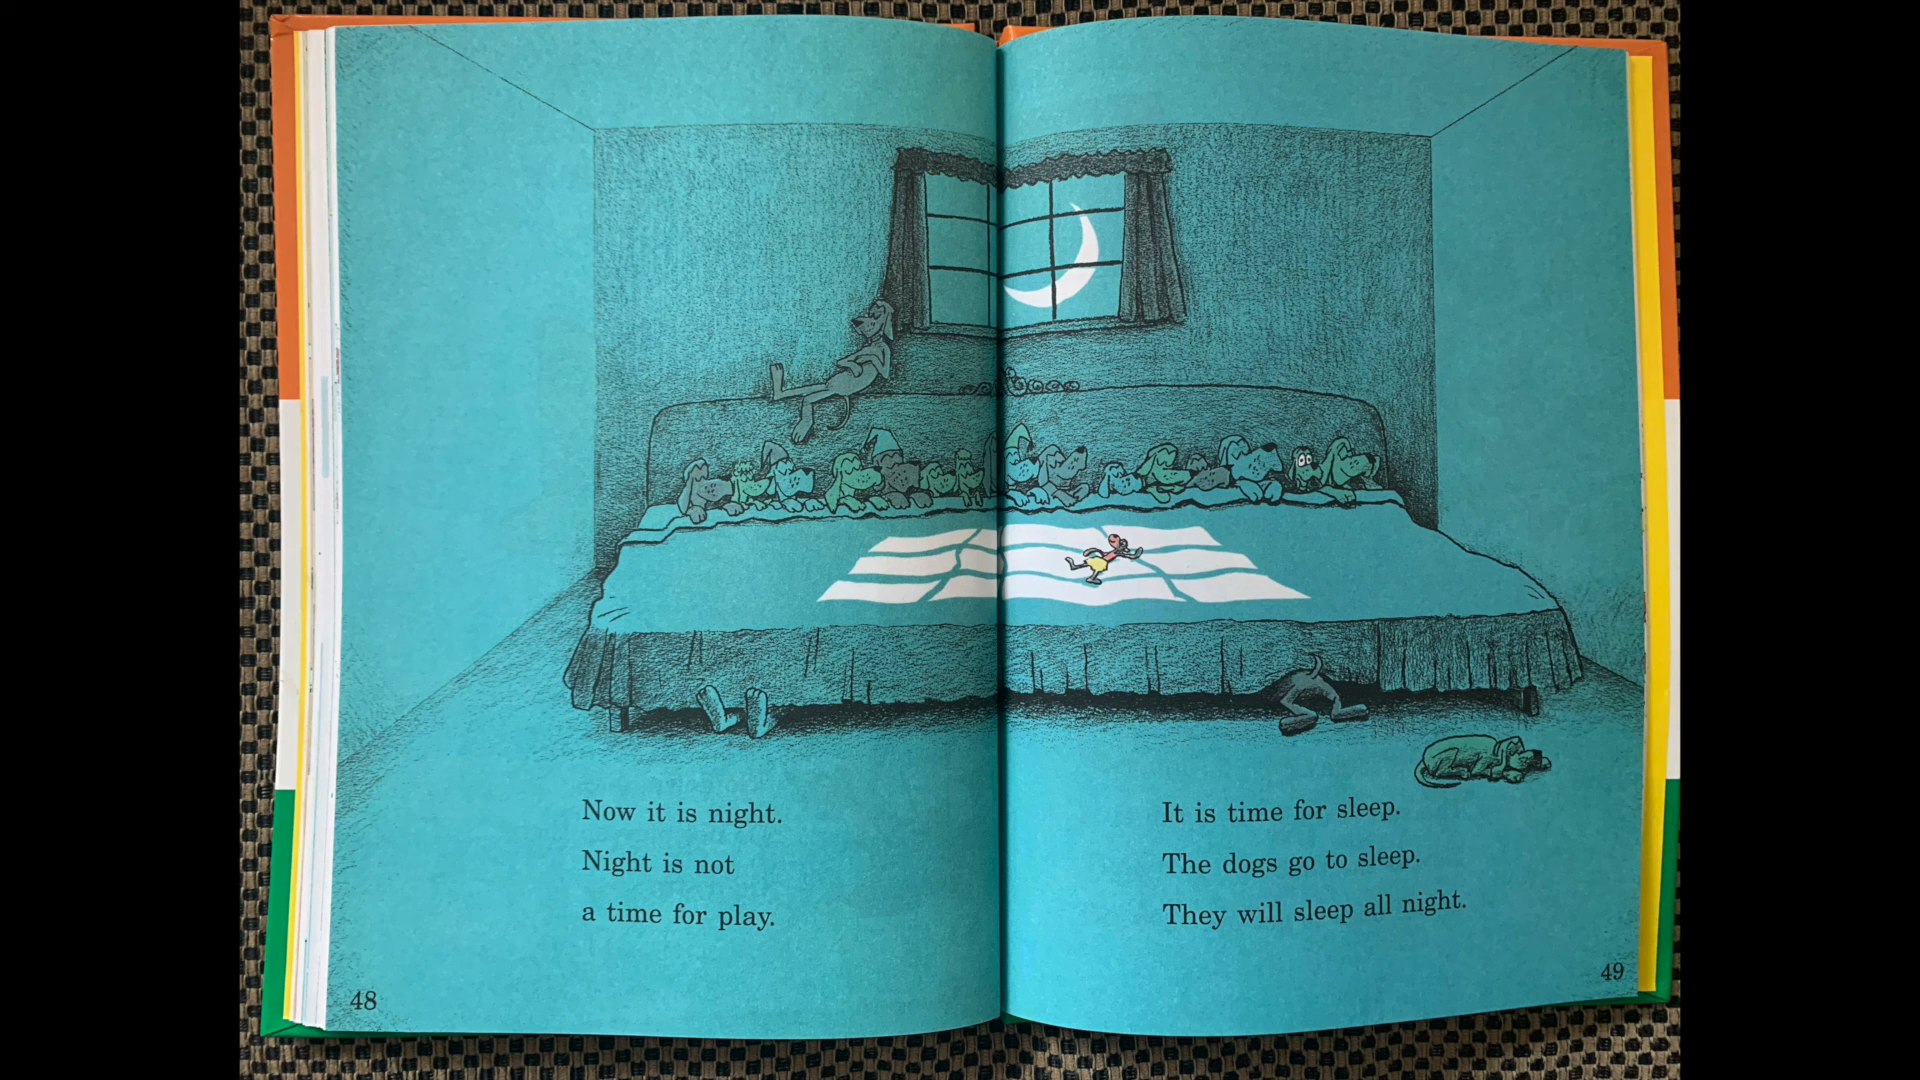 Now it is night.
Night is not
a time for play.
48
It is time for sleep.
The dogs go to sleep.
They will sleep all night.
49